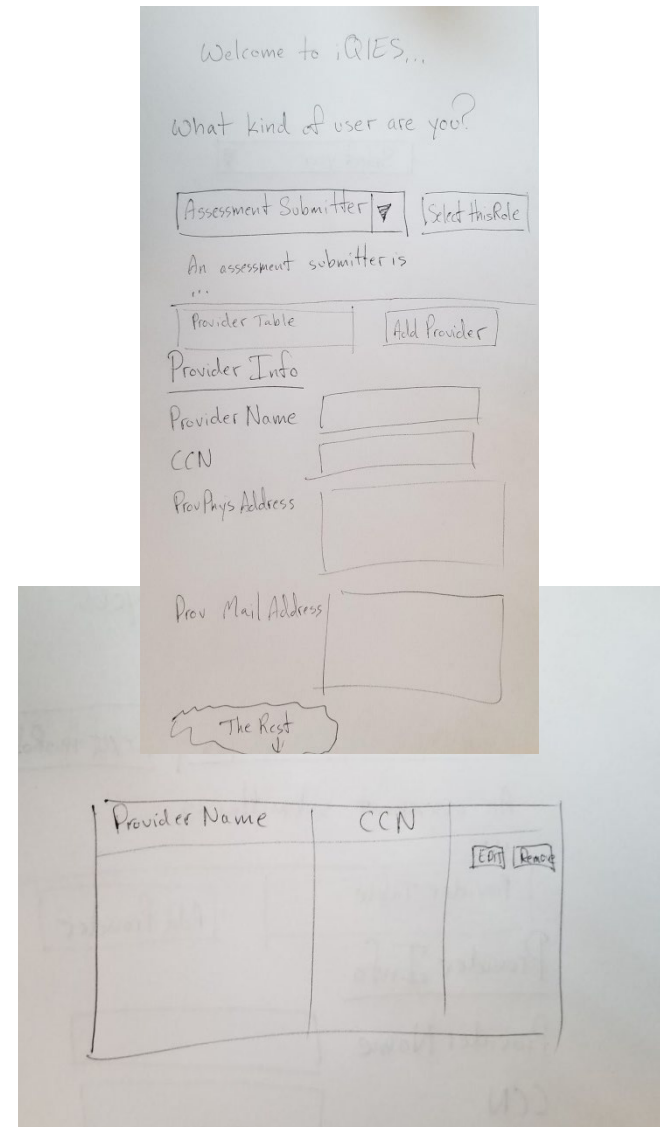 Welcome to iQIES...
What kind of user are you?
Assessment Submitter Select this Role
An assessment submitter is
...
Provider Table Add Provider
Provider Info
Provider Name
CCN
Prov Phys Address
Prov Mail Address
The Rest
Provider Name CCN
EDIT Remove